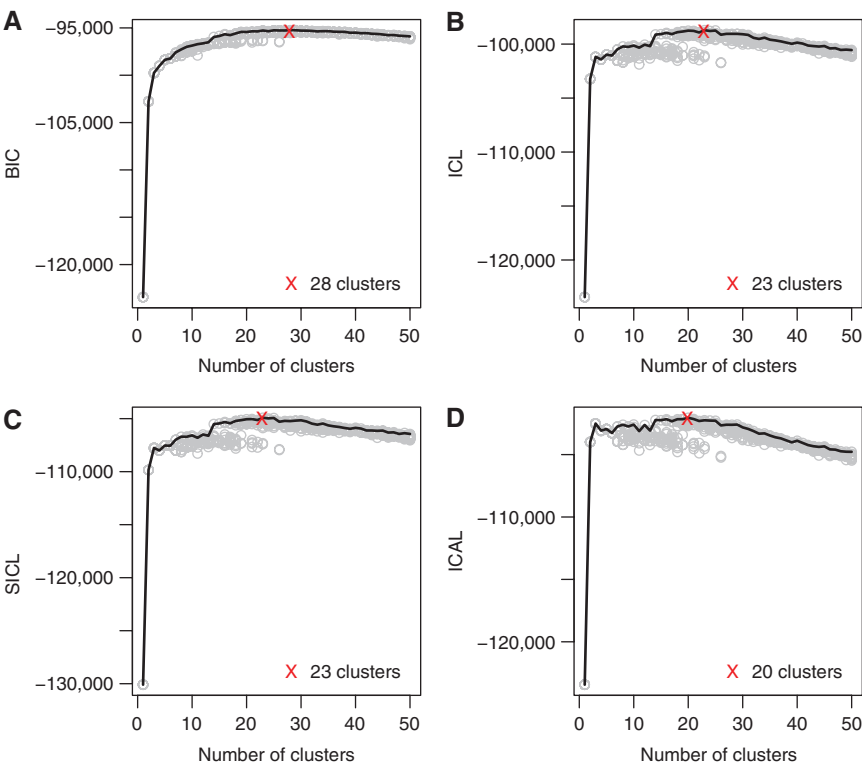 A
BIC
−95,000
−105,000
−120,000
X 28 clusters
0 10 20 30 40 50
Number of clusters
B
ICL
−100,000
−110,000
−120,000
X 23 clusters
0 10 20 30 40 50
Number of clusters
C
SICL
−110,000
−120,000
−130,000
X 23 clusters
0 10 20 30 40 50
Number of clusters
D
ICAL
−110,000
−120,000
X 20 clusters
0 10 20 30 40 50
Number of clusters